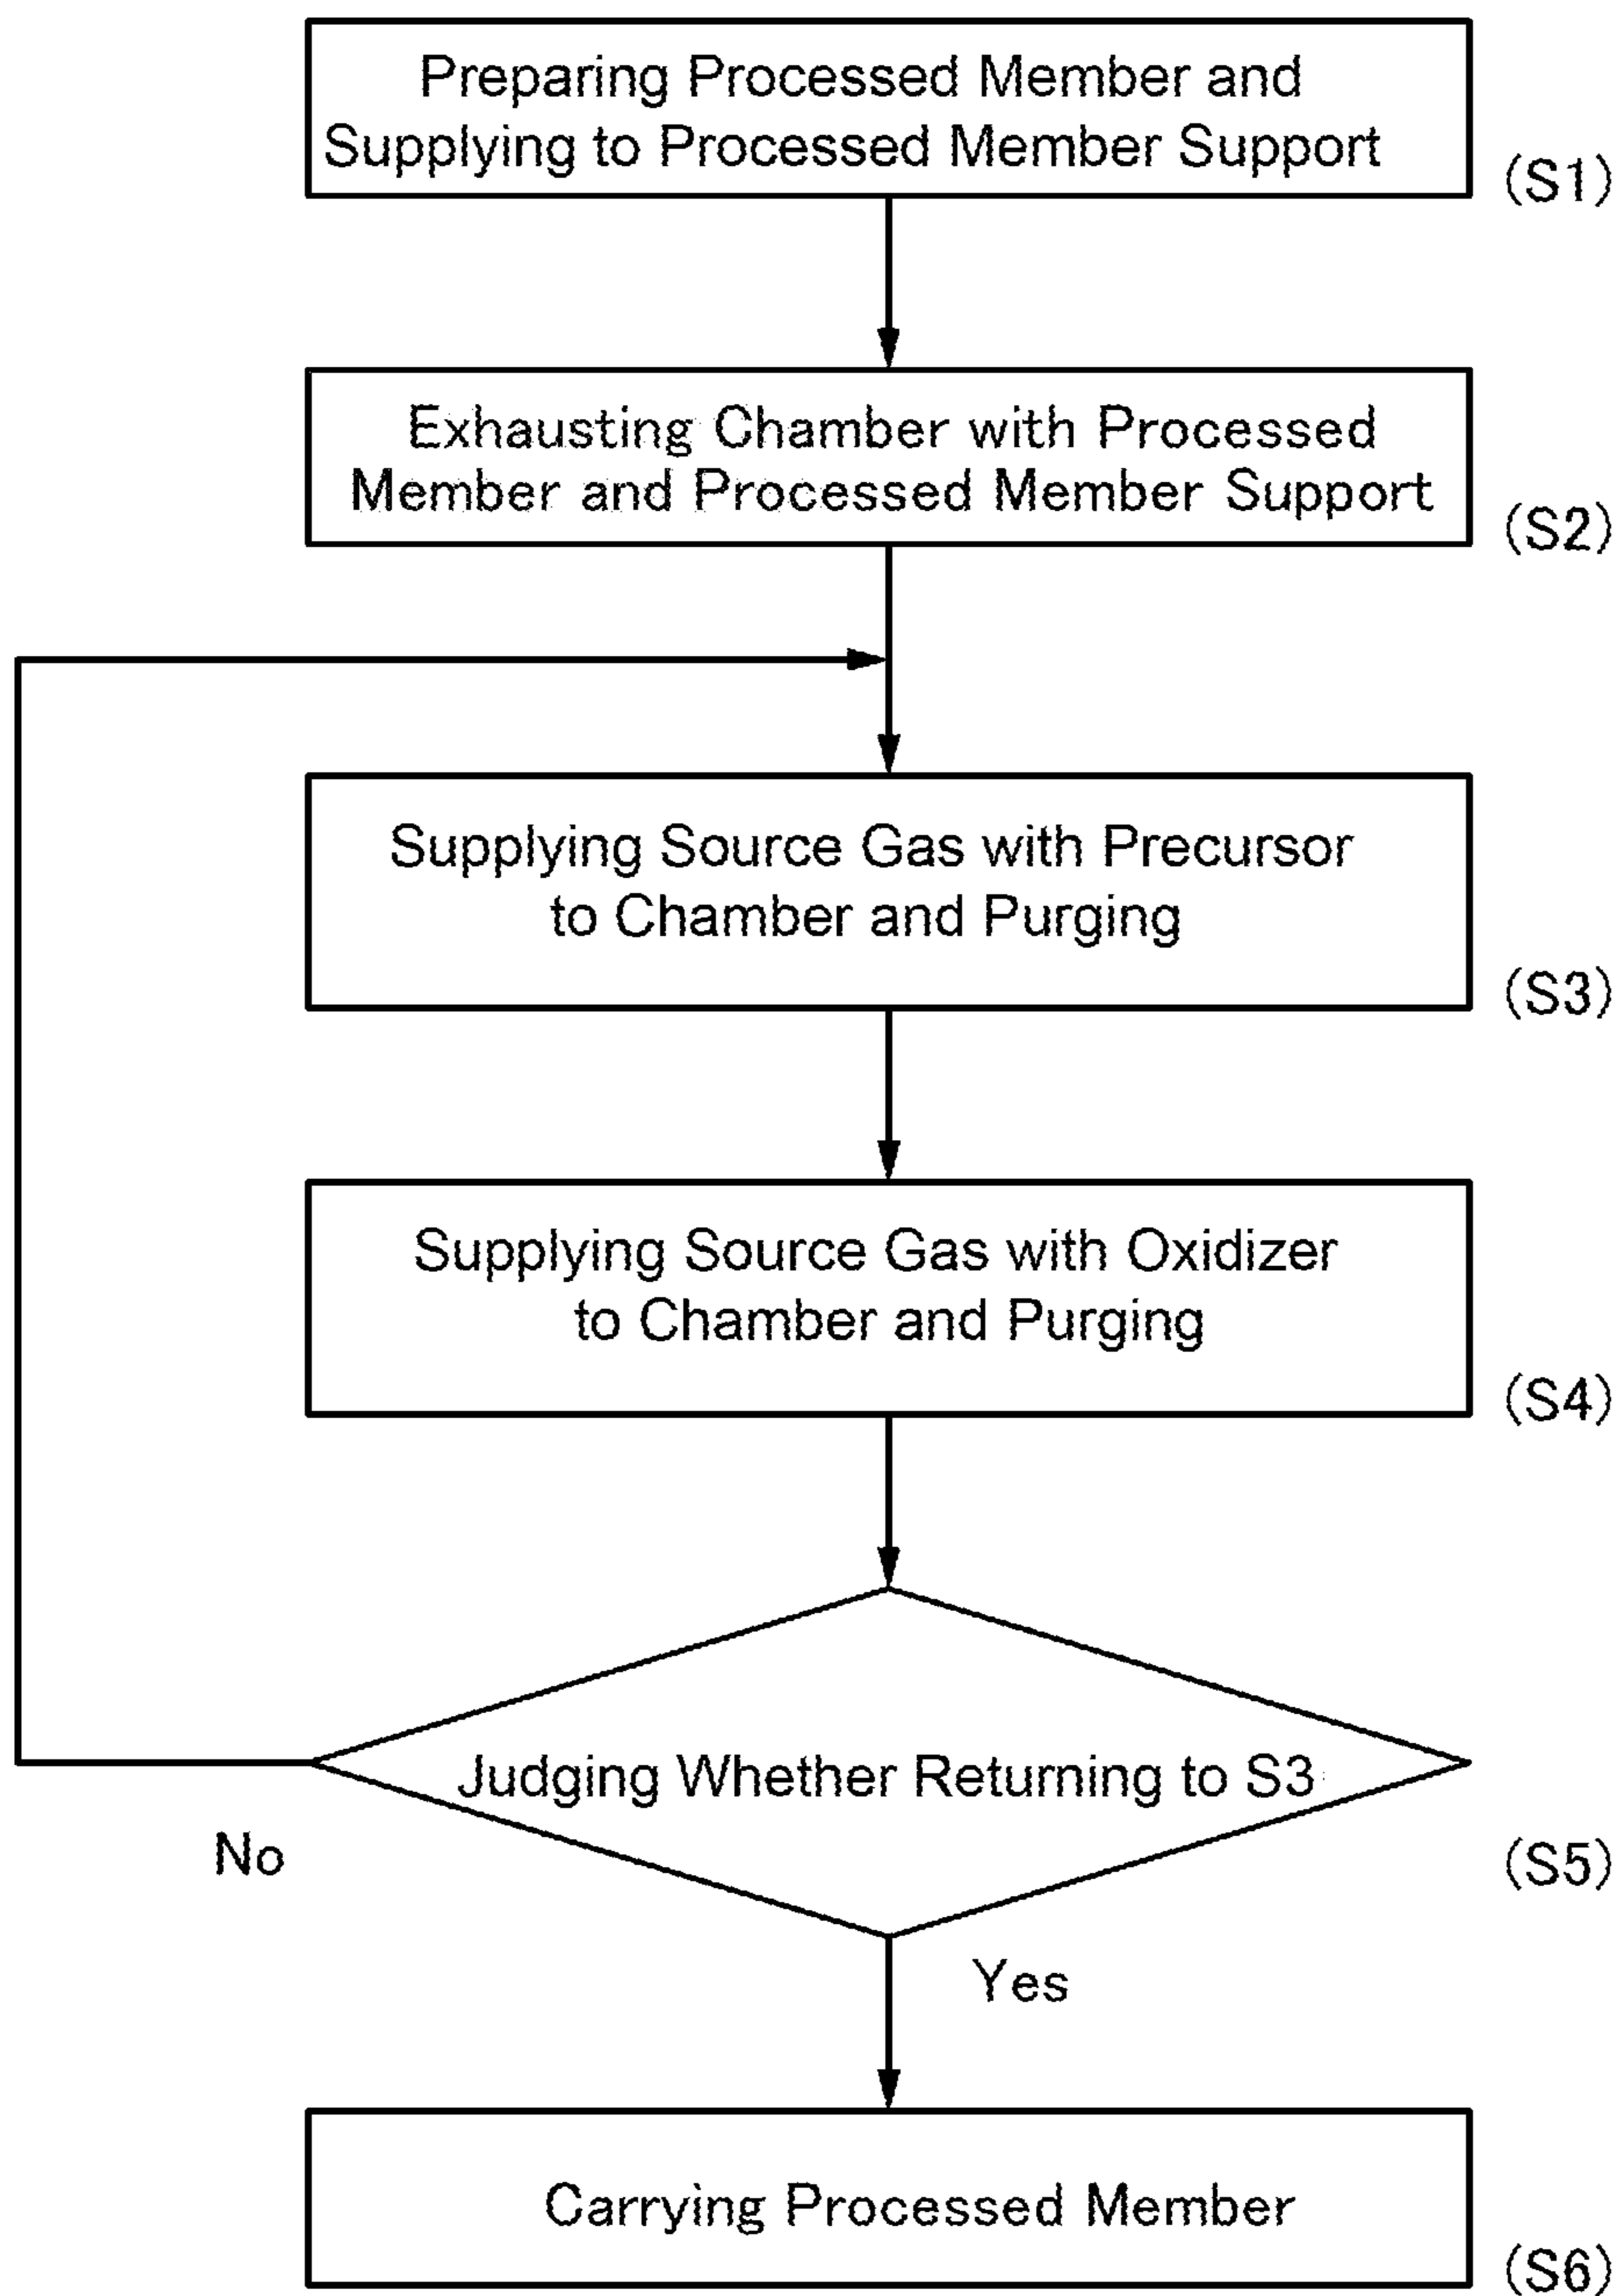 Preparing Processed Member and
Supplying to Processed Member Support
(S1)
Exhausting Chamber with Processed
Member and Processed Member Support
(S2)
Supplying Source Gas with Precursor
to Chamber and Purging
(S3)
Supplying Source Gas with Oxidizer
to Chamber and Purging
(S4)
Judging Whether Returning to S3
No
(S5)
Yes
Carrying Processed Member
(S6)